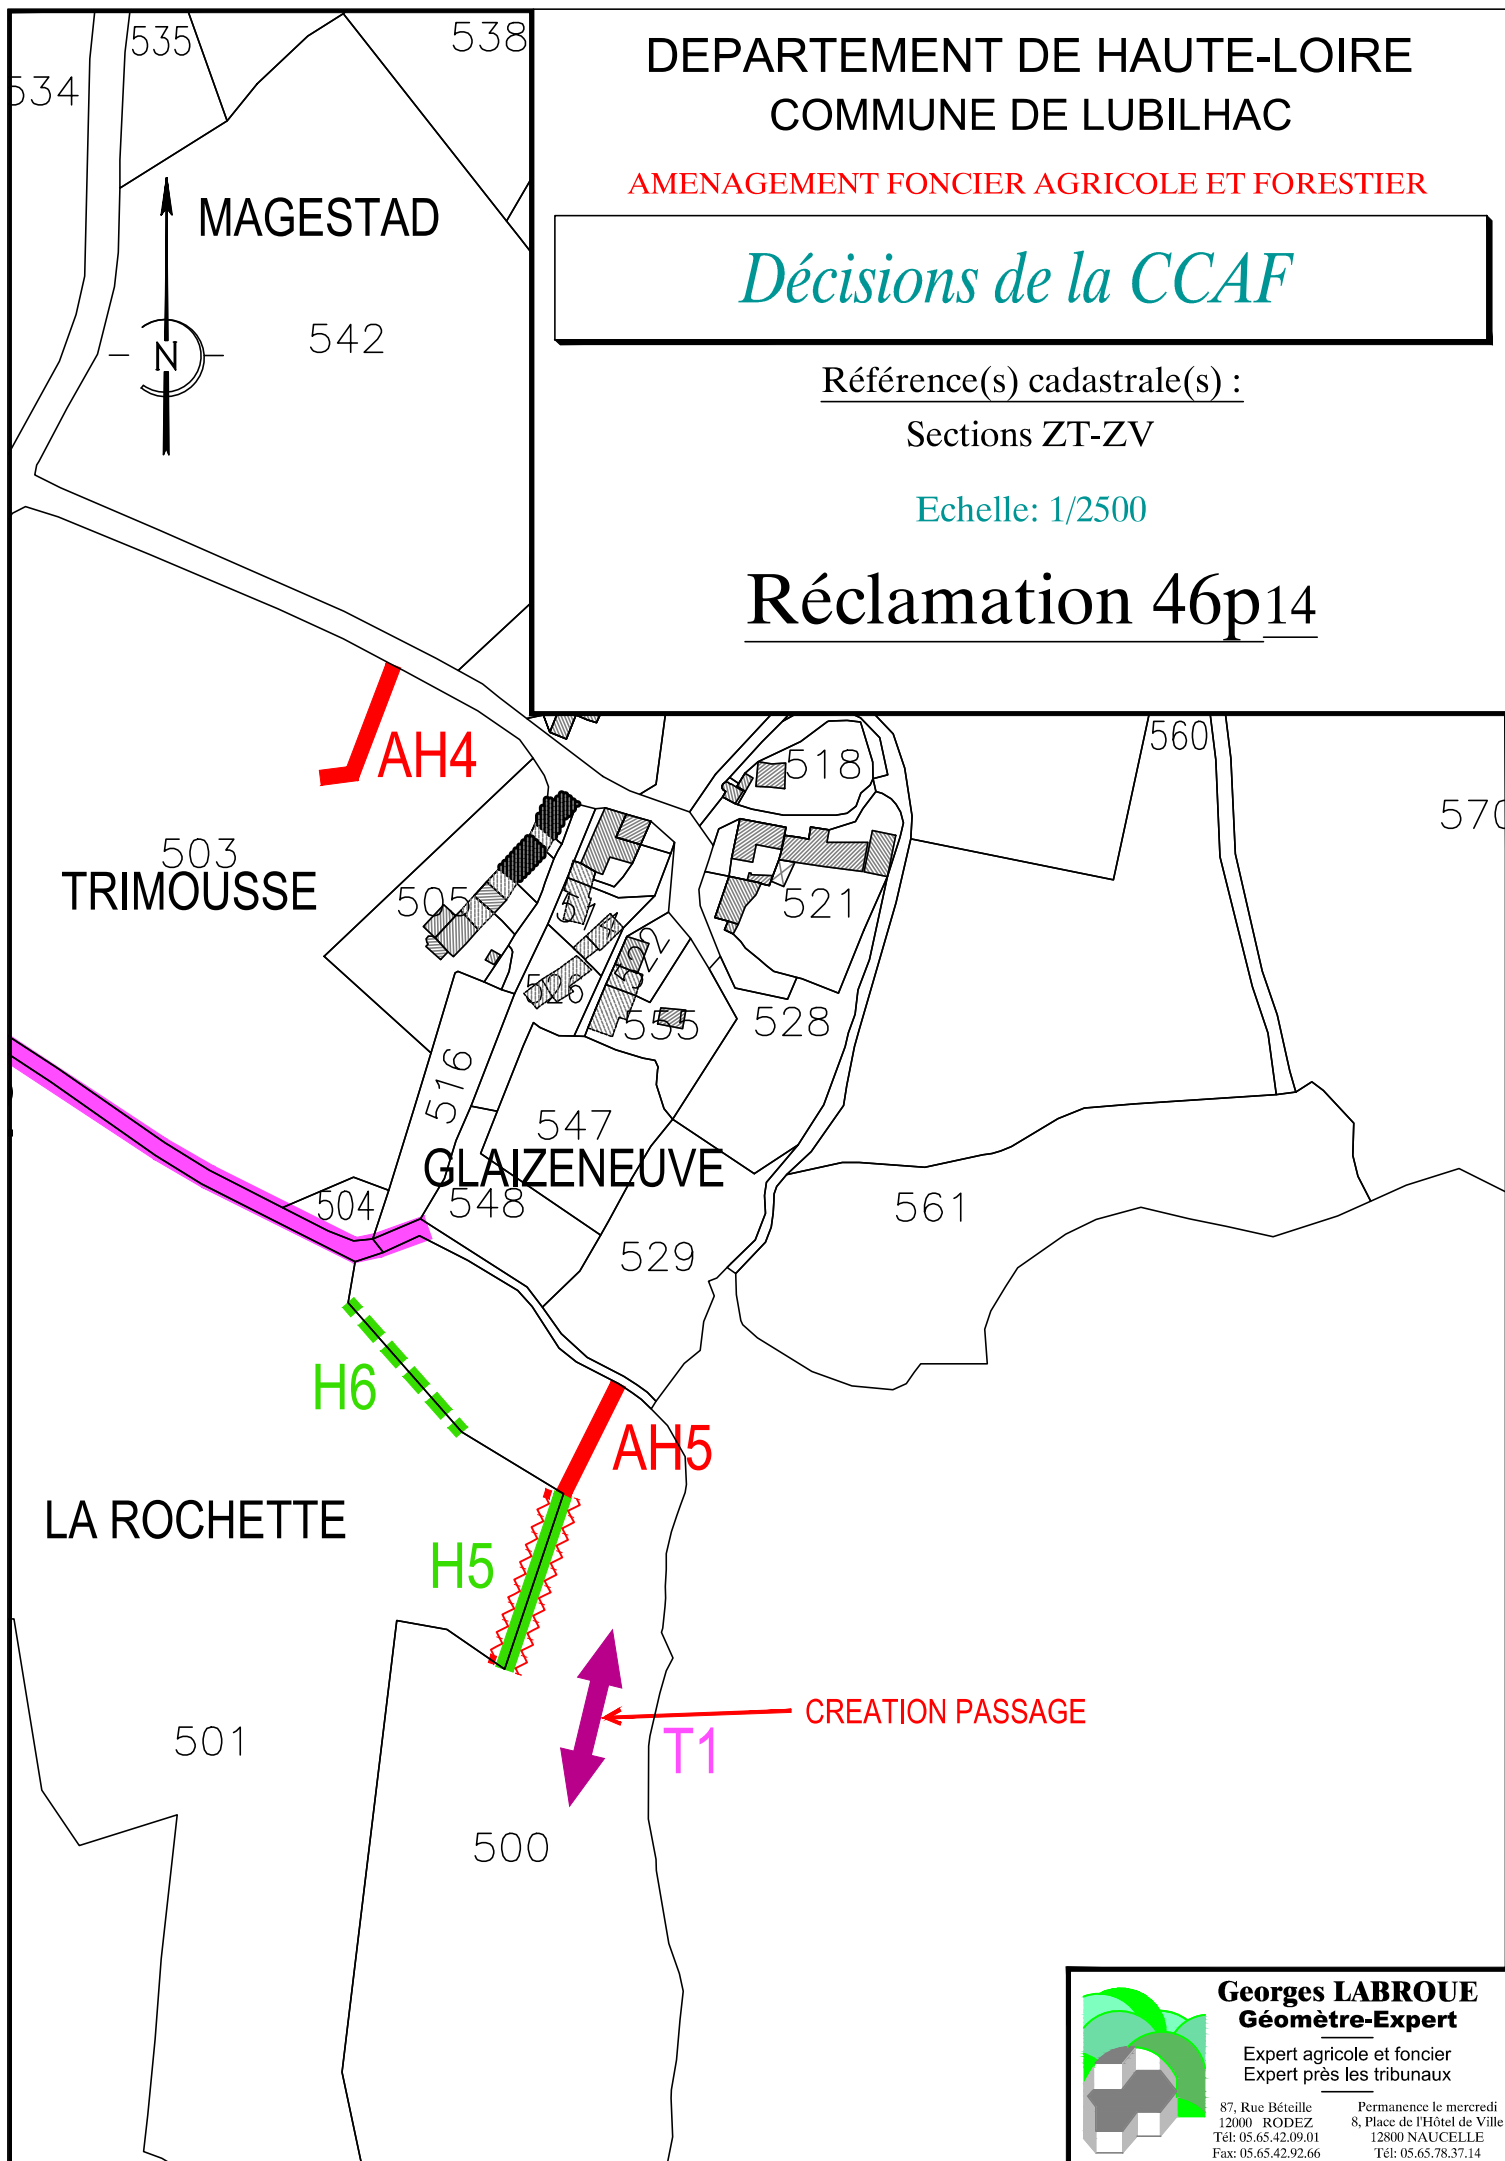 DEPARTEMENT DE HAUTE-LOIRE
COMMUNE DE LUBILHAC
AMENAGEMENT FONCIER AGRICOLE ET FORESTIER
Décisions de la CCAF
Référence(s) cadastrale(s) :
Sections ZT-ZV
Echelle: 1/2500
Réclamation 46p14
535
538
534
MAGESTAD
N
542
AH4
518
560
570
503
TRIMOUSSE
505
514
521
522
526
555
528
516
547
GLAIZENEUVE
504
548
561
529
H6
AH5
LA ROCHETTE
H5
CREATION PASSAGE
T1
501
500
Georges LABROUE
Géomètre-Expert
Expert agricole et foncier
Expert près les tribunaux
87, Rue Béteille
12000 RODEZ
Tél: 05.65.42.09.01
Fax: 05.65.42.92.66
Permanence le mercredi
8, Place de l'Hôtel de Ville
12800 NAUCELLE
Tél: 05.65.78.37.14